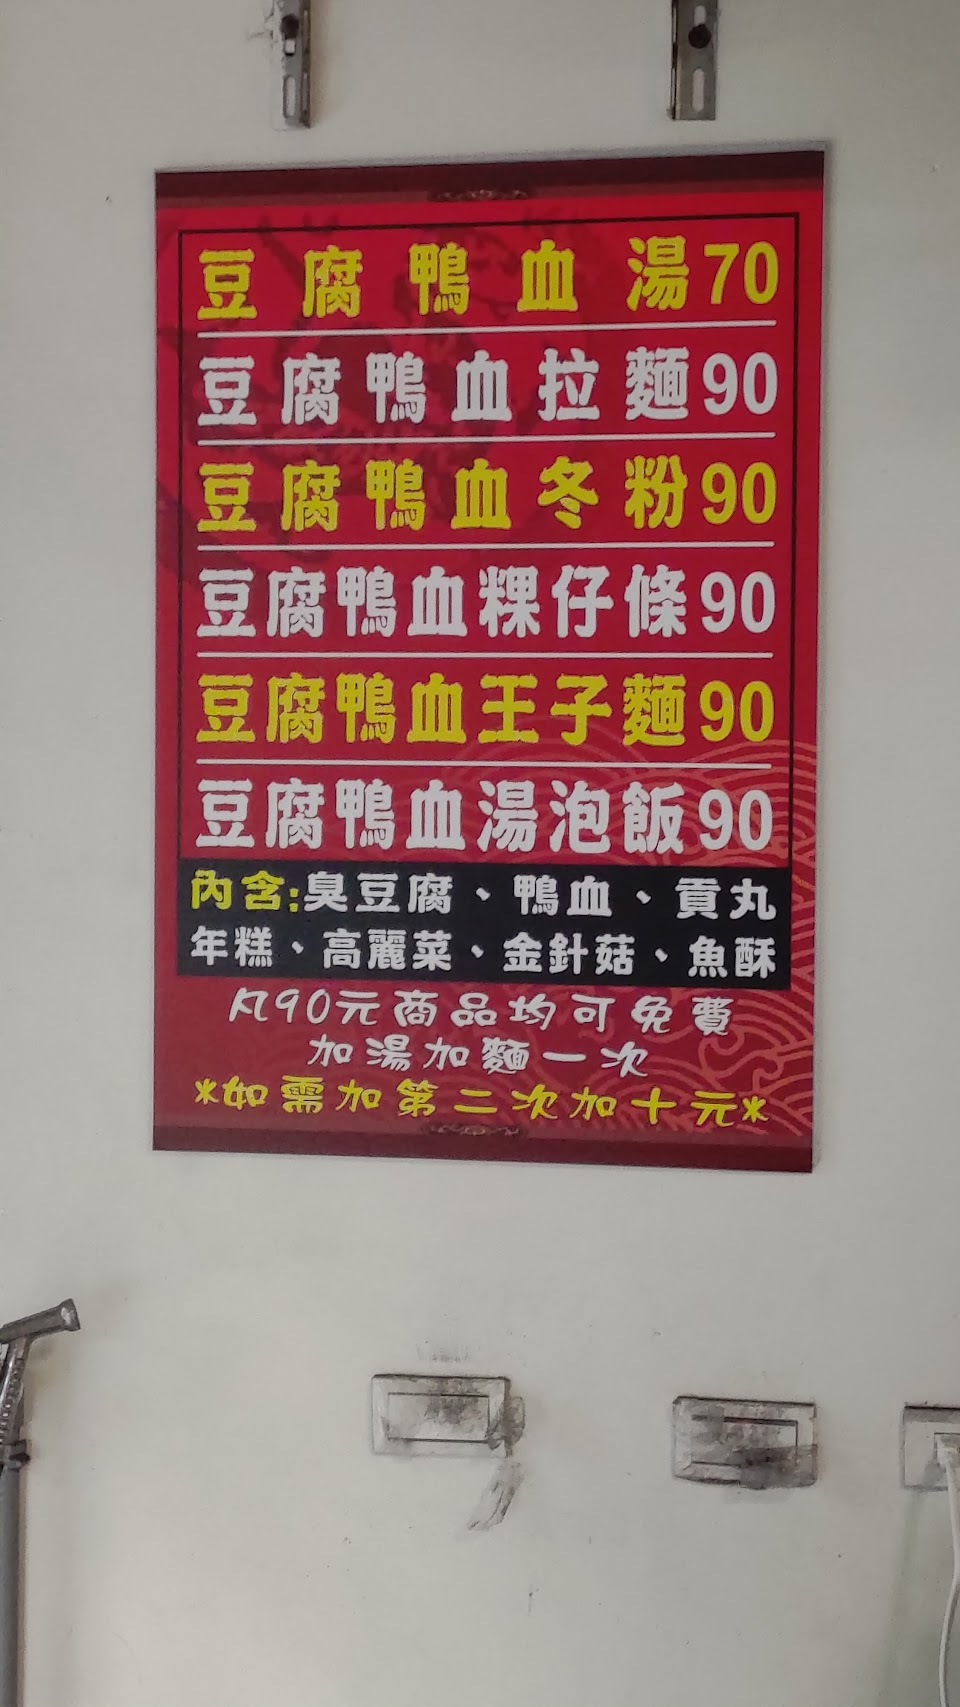 豆腐鴨血湯70
豆腐鴨血拉麵90
豆腐鴨血冬粉90
豆腐鴨血粿仔條90
豆腐鴨血王子麵90
豆腐鴨血湯泡飯90
內含:臭豆腐、鴨血、貢丸
年糕、高麗菜、金針菇、魚酥
凡90元商品均可免費
加湯加麵一次
*如需加第二次加十元*